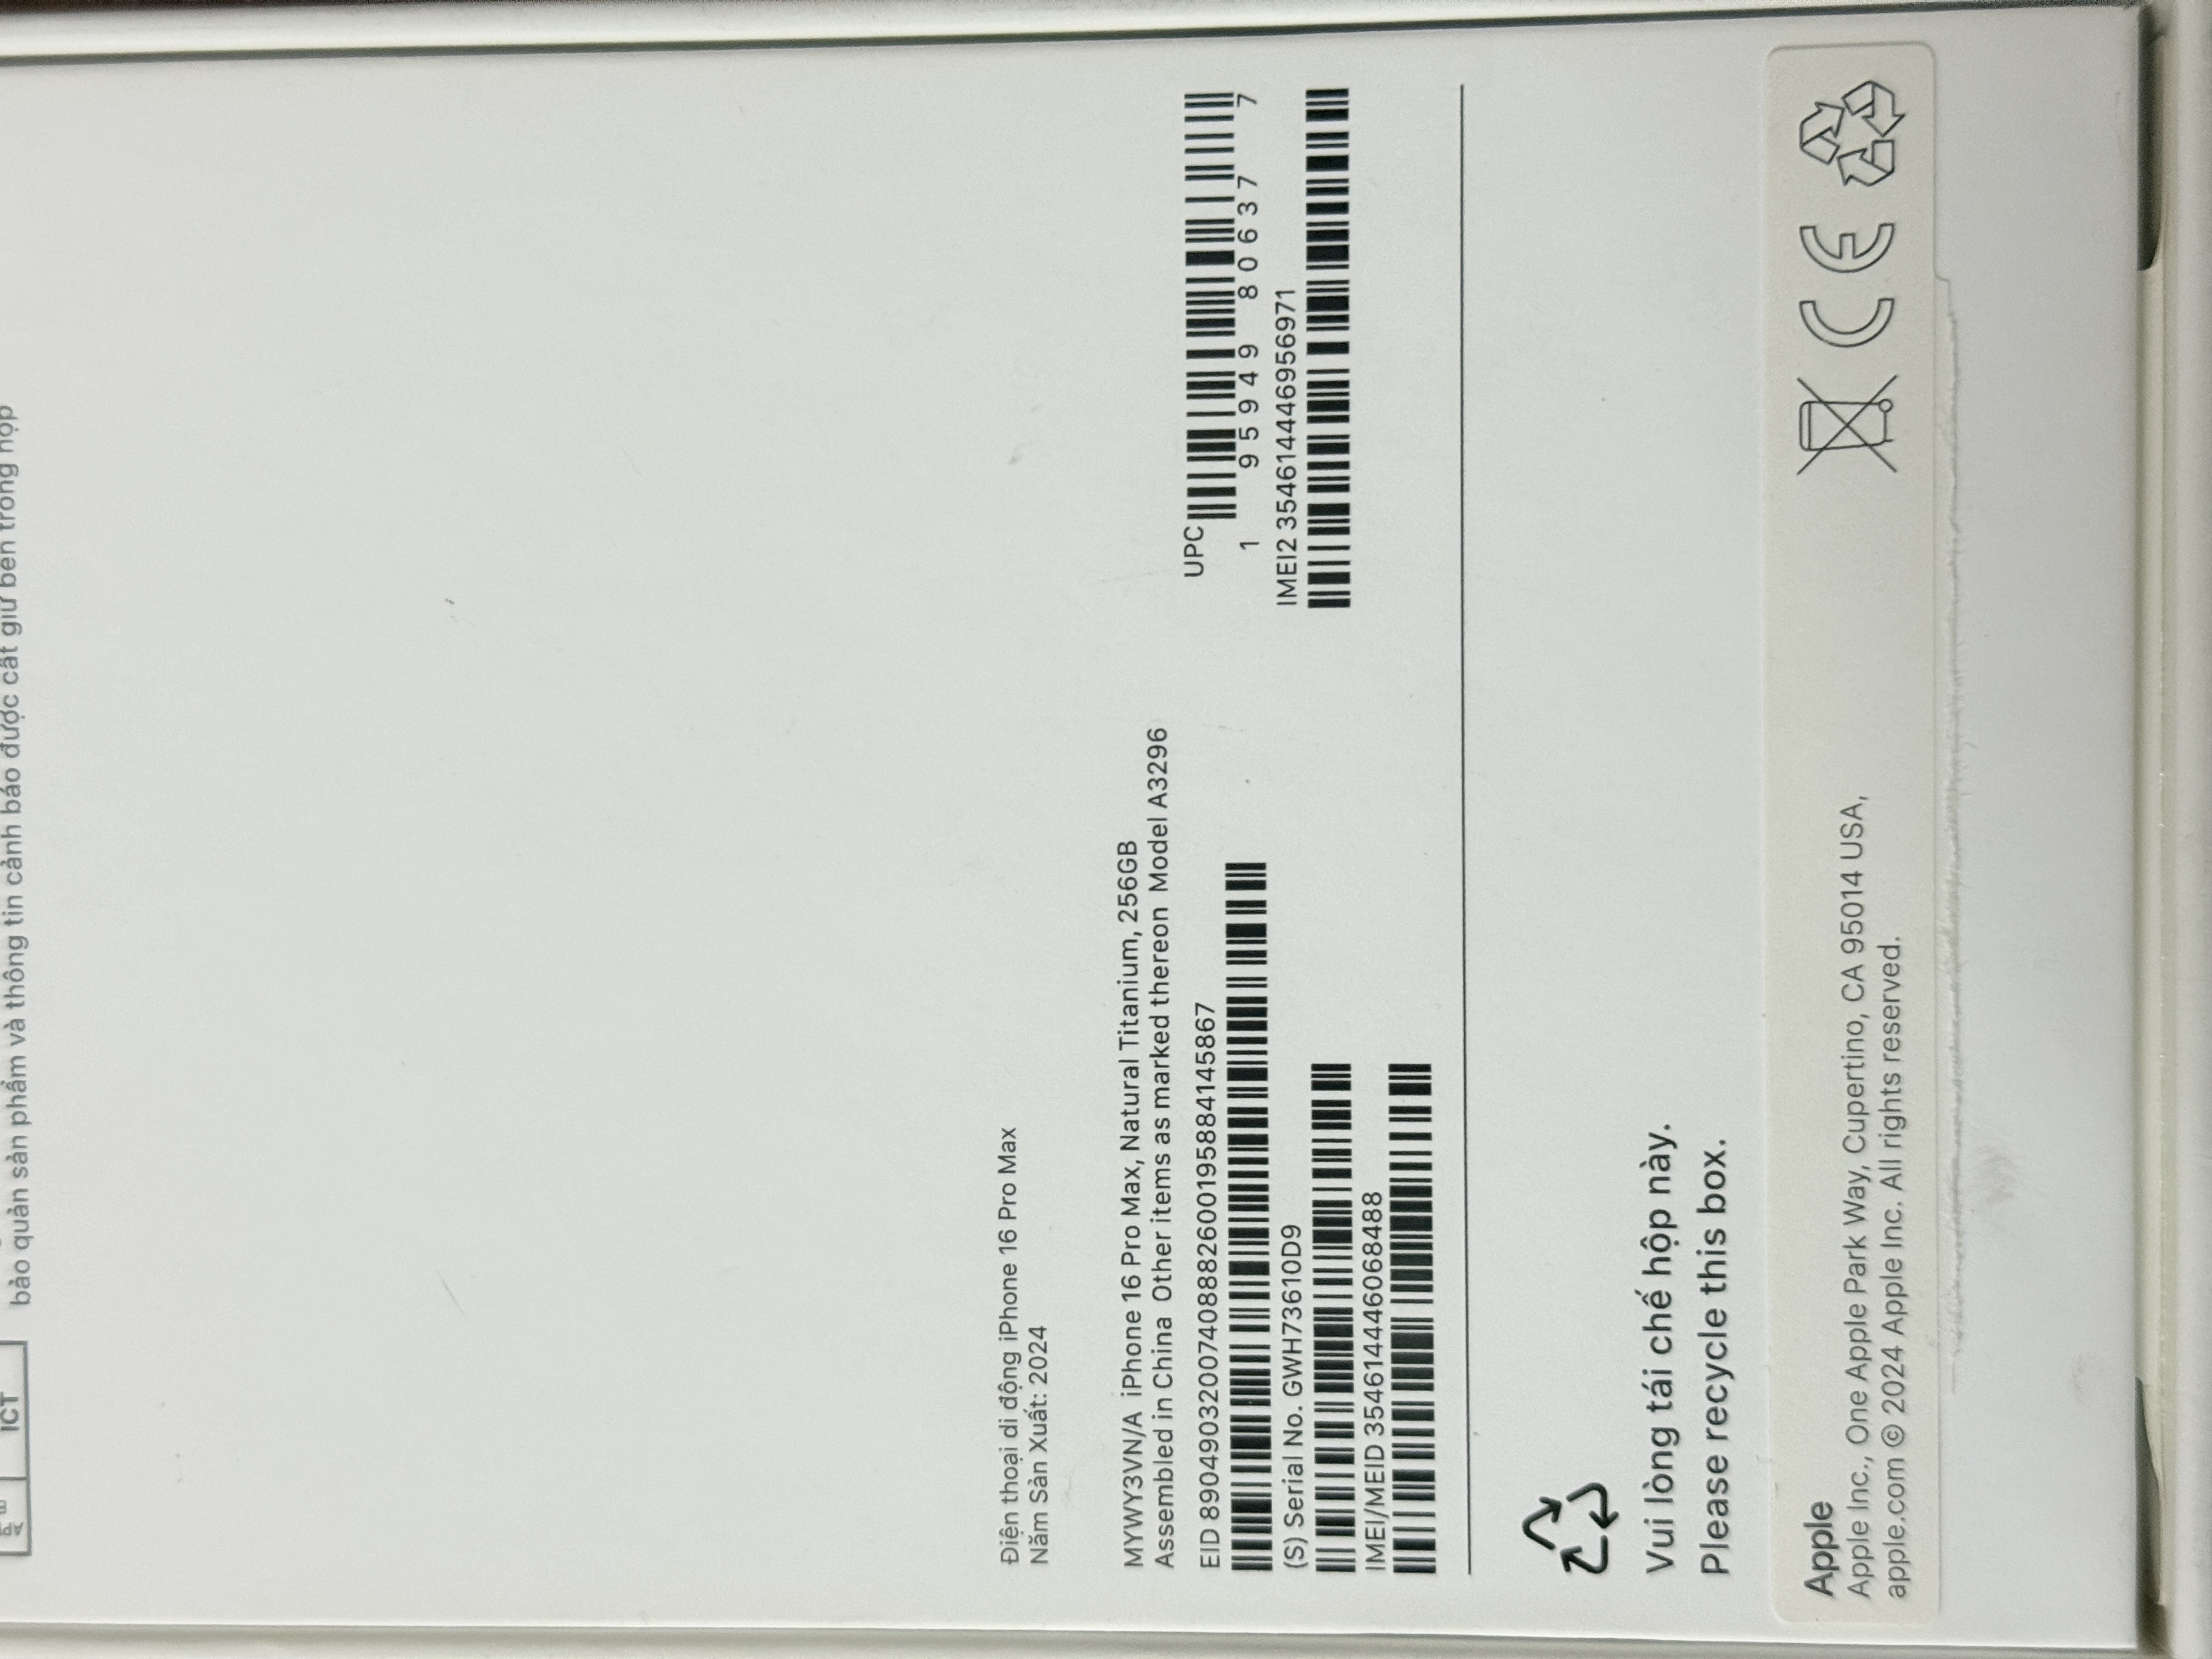 ICT
bảo quản sản phẩm và thông tin cảnh báo được cất giữ bên trong hộp
Điện thoại di động iPhone 16 Pro Max
Năm Sản Xuất: 2024
MYWY3VN/A iPhone 16 Pro Max, Natural Titanium, 256GB
Assembled in China Other items as marked thereon Model A3296
EID 89049032007408882600195884145867
UPC
1 95949 80637 7
(S) Serial No. GWH73610D9
IMEI2 354614446956971
IMEI/MEID 354614446068488
Vui lòng tái chế hộp này.
Please recycle this box.
Apple
Apple Inc., One Apple Park Way, Cupertino, CA 95014 USA,
apple.com © 2024 Apple Inc. All rights reserved.
CE